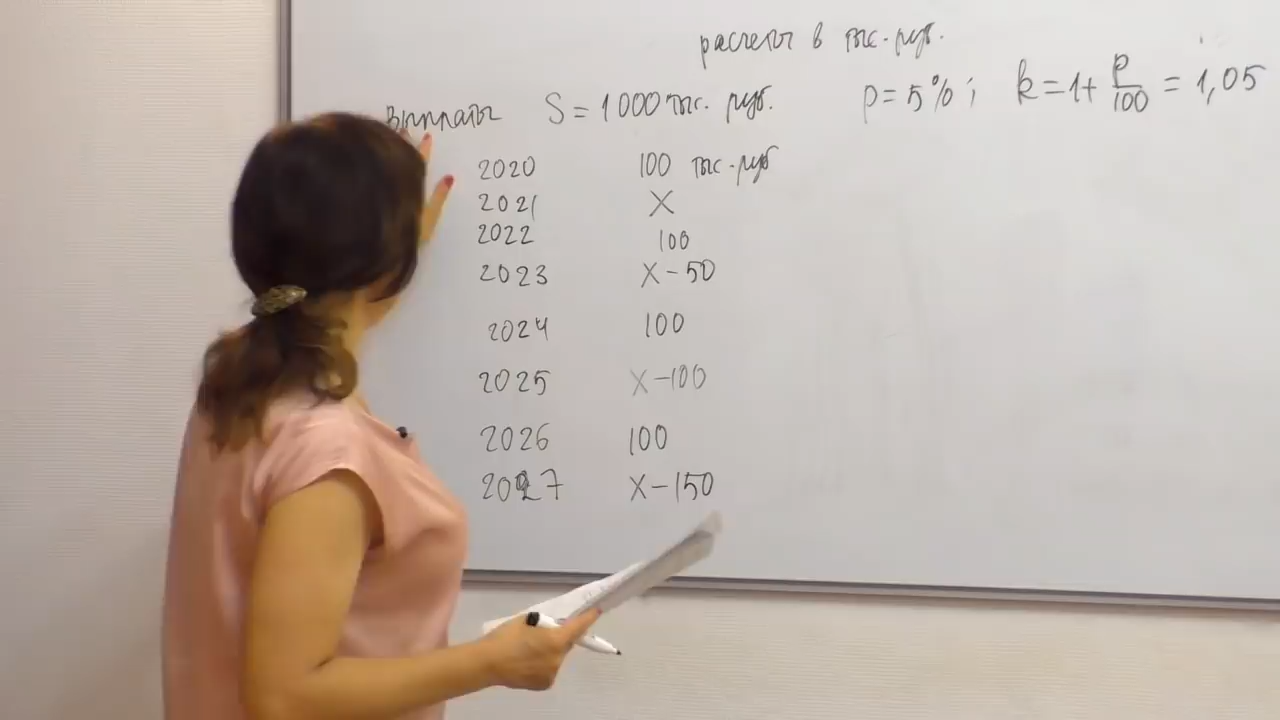 расчеты в тыс. руб.
Выплаты S = 1000 тыс. руб. p = 5%; k = 1 + p/100 = 1,05
2020 100 тыс. руб
2021 X
2022 100
2023 X - 50
2024 100
2025 X - 100
2026 100
2027 X - 150